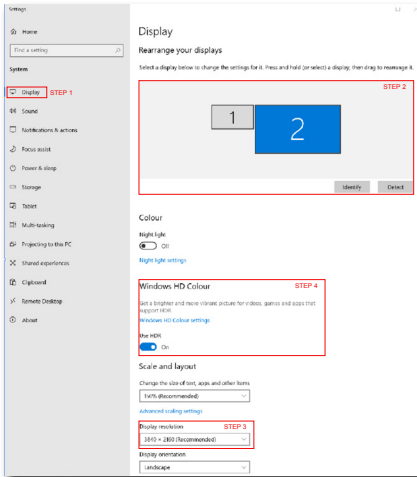 Settings
Home
Find a setting
System
Display STEP 1
Sound
Notifications & actions
Focus assist
Power & sleep
Storage
Tablet
Multi-tasking
Projecting to this PC
Shared experiences
Clipboard
Remote Desktop
About
Display
Rearrange your displays
Select a display below to change the settings for it. Press and hold (or select) a display, then drag to rearrange it.
STEP 2
1
2
Identify Detect
Colour
Night light
Off
Night light settings
Windows HD Colour STEP 4
Get a brighter and more vibrant picture for videos, games and apps that
support HDR.
Windows HD Colour settings
Use HDR
On
Scale and layout
Change the size of text, apps and other items
150% (Recommended)
Advanced scaling settings
Display resolution STEP 3
3840 × 2160 (Recommended)
Display orientation
Landscape